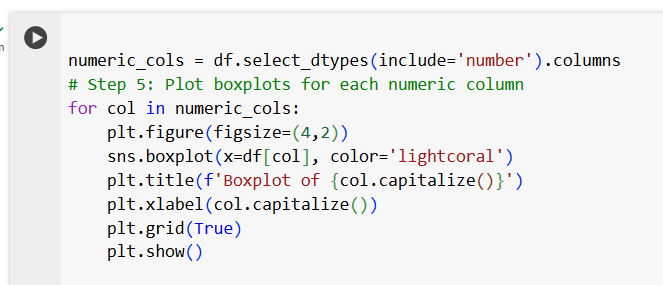 numeric_cols = df.select_dtypes(include='number').columns
# Step 5: Plot boxplots for each numeric column
for col in numeric_cols:
    plt.figure(figsize=(4,2))
    sns.boxplot(x=df[col], color='lightcoral')
    plt.title(f'Boxplot of {col.capitalize()}')
    plt.xlabel(col.capitalize())
    plt.grid(True)
    plt.show()